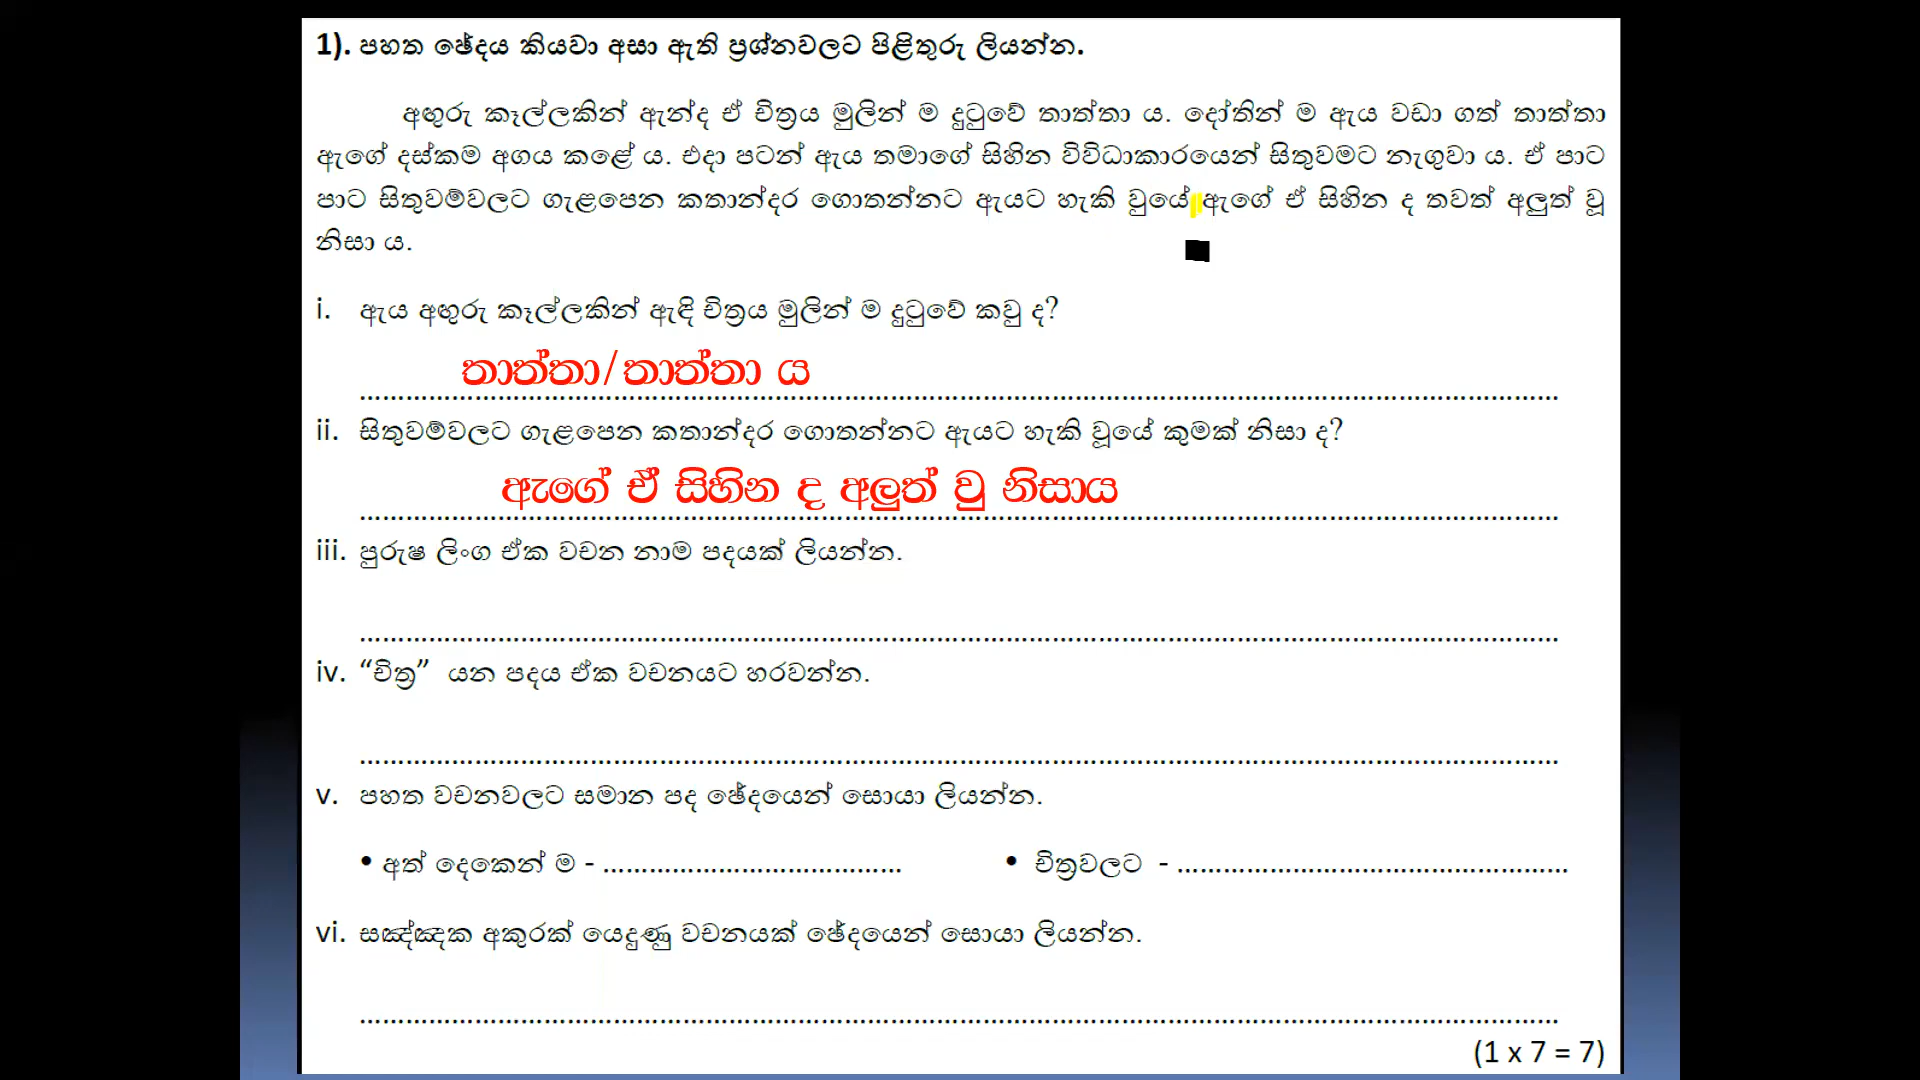 1). පහත ඡේදය කියවා අසා ඇති ප්‍රශ්නවලට පිළිතුරු ලියන්න.
අඟුරු කෑල්ලකින් ඇන්ද ඒ චිත්‍රය මුලින් ම දුටුවේ තාත්තා ය. දෝතින් ම ඇය වඩා ගත් තාත්තා
ඇගේ දස්කම අගය කළේ ය. එදා පටන් ඇය තමාගේ සිහින විවිධාකාරයෙන් සිතුවමට නැගුවා ය. ඒ පාට
පාට සිතුවම්වලට ගැළපෙන කතාන්දර ගොතන්නට ඇයට හැකි වුයේ ඇගේ ඒ සිහින ද තවත් අලුත් වූ
නිසා ය.
i. ඇය අඟුරු කෑල්ලකින් ඇඳි චිත්‍රය මුලින් ම දුටුවේ කවු ද?
තාත්තා/තාත්තා ය
........................................................................
ii. සිතුවම්වලට ගැළපෙන කතාන්දර ගොතන්නට ඇයට හැකි වූයේ කුමක් නිසා ද?
ඇගේ ඒ සිහින ද අලුත් වු නිසාය
........................................................................
iii. පුරුෂ ලිංග ඒක වචන නාම පදයක් ලියන්න.
........................................................................
iv. “චිත්‍ර” යන පදය ඒක වචනයට හරවන්න.
........................................................................
v. පහත වචනවලට සමාන පද ඡේදයෙන් සොයා ලියන්න.
• අත් දෙකෙන් ම - ....................................... • චිත්‍රවලට - ...................................................
vi. සඤ්ඤක අකුරක් යෙදුණු වචනයක් ඡේදයෙන් සොයා ලියන්න.
........................................................................
(1 x 7 = 7)